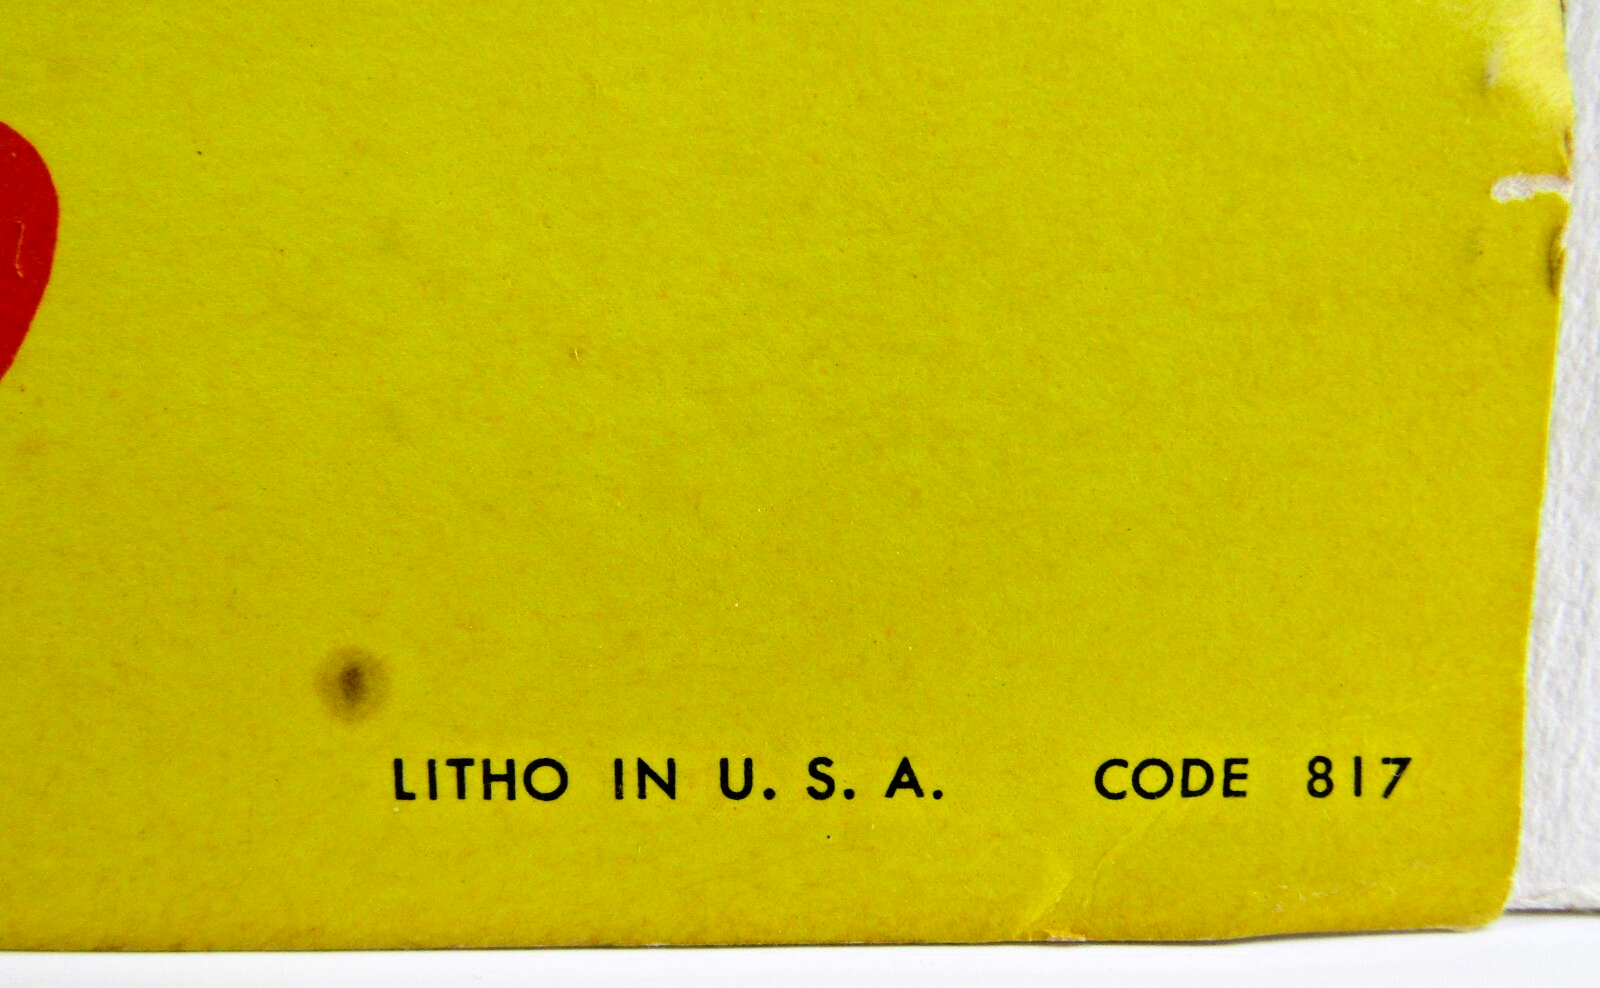 LITHO IN U. S. A. CODE 817